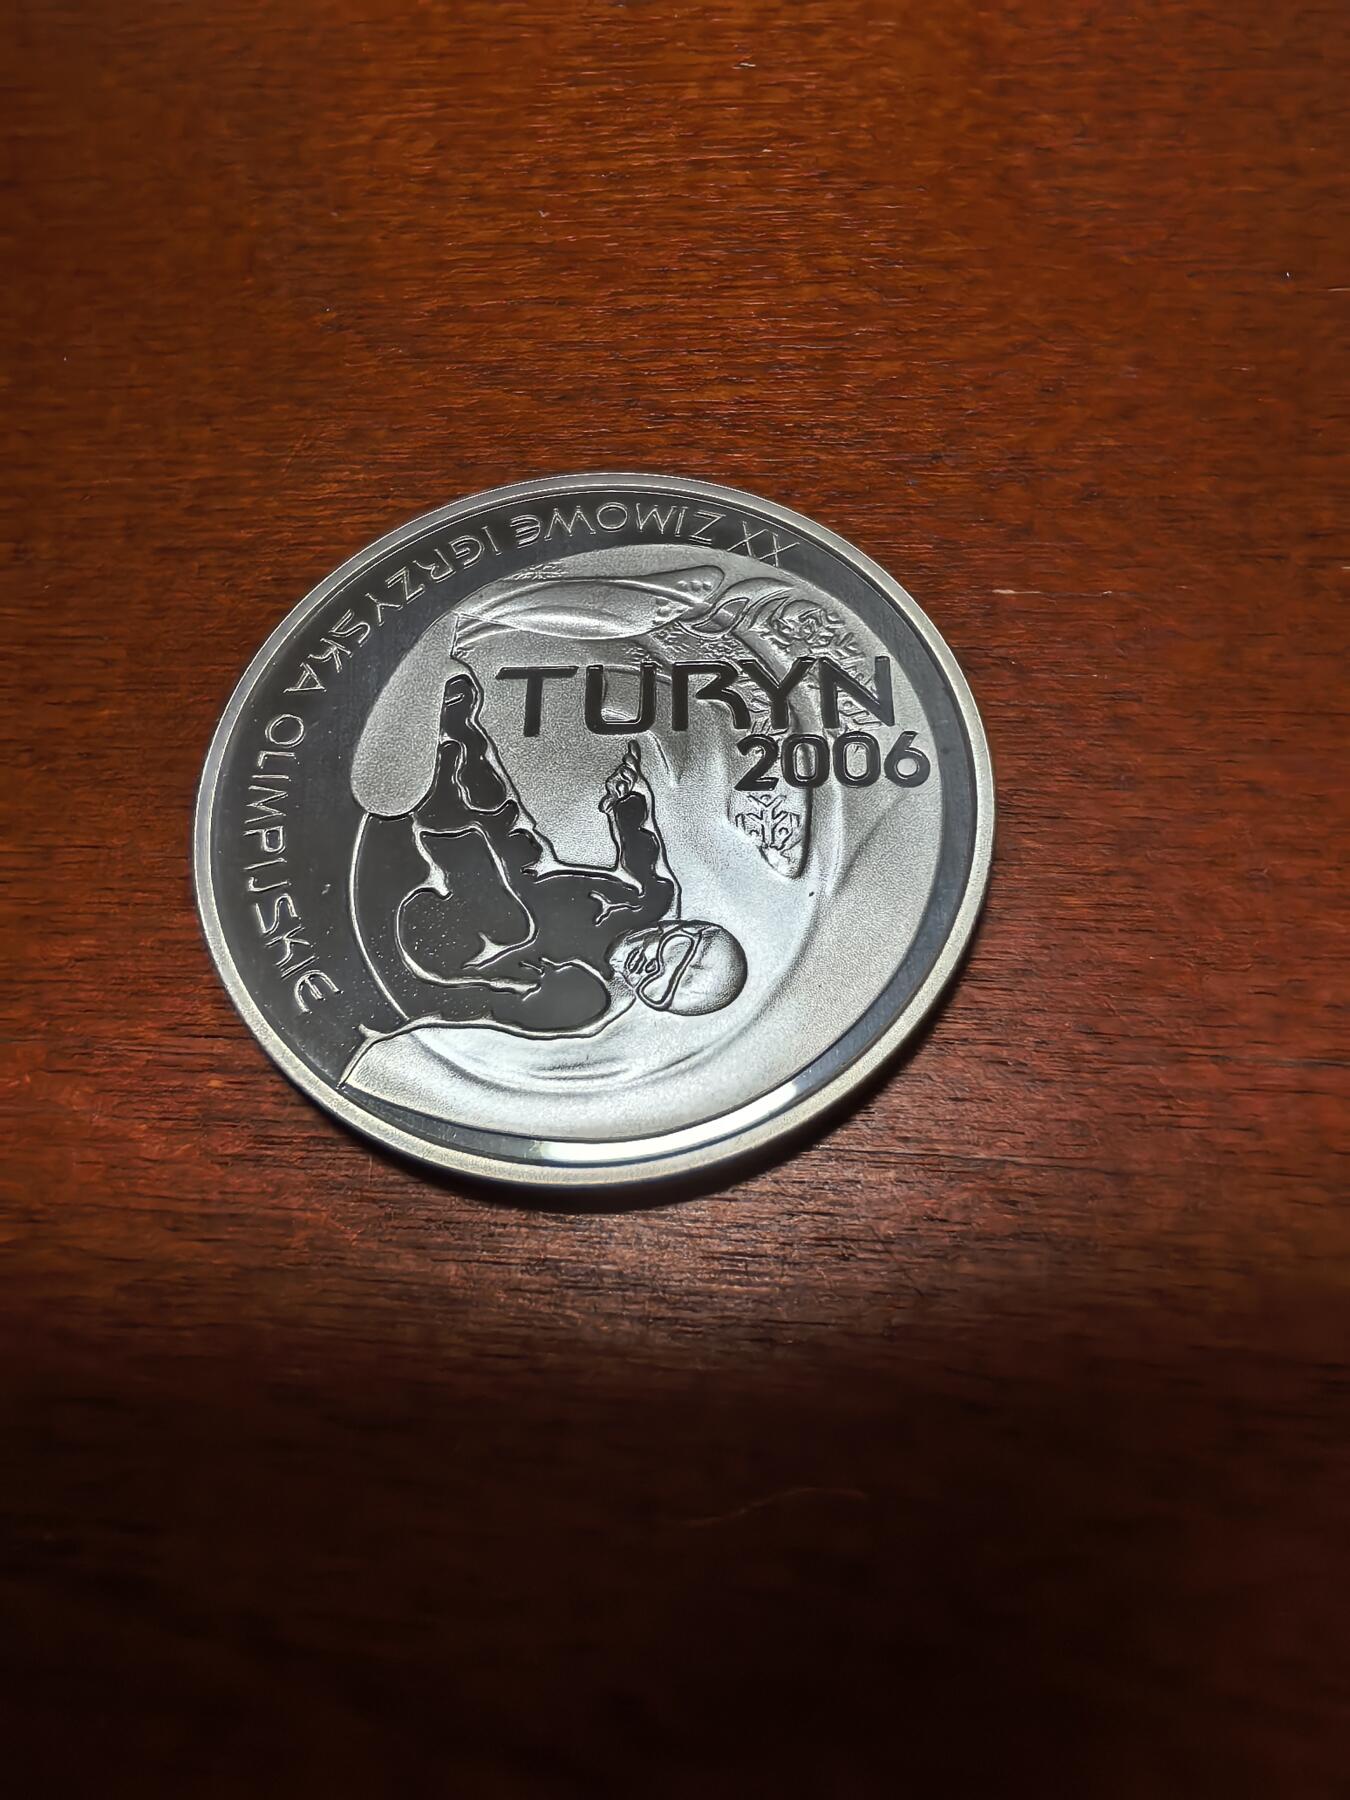 XX ZIMOWE IGRZYSKA OLIMPIJSKIE
TURYN
2006